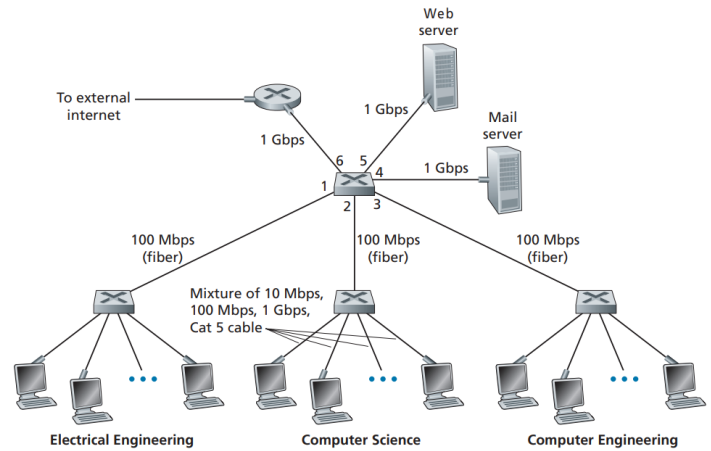 Web
server
To external
internet
1 Gbps
Mail
server
1 Gbps
1 Gbps
6
5
4
1
2
3
100 Mbps
(fiber)
100 Mbps
(fiber)
100 Mbps
(fiber)
Mixture of 10 Mbps,
100 Mbps, 1 Gbps,
Cat 5 cable
Electrical Engineering
Computer Science
Computer Engineering